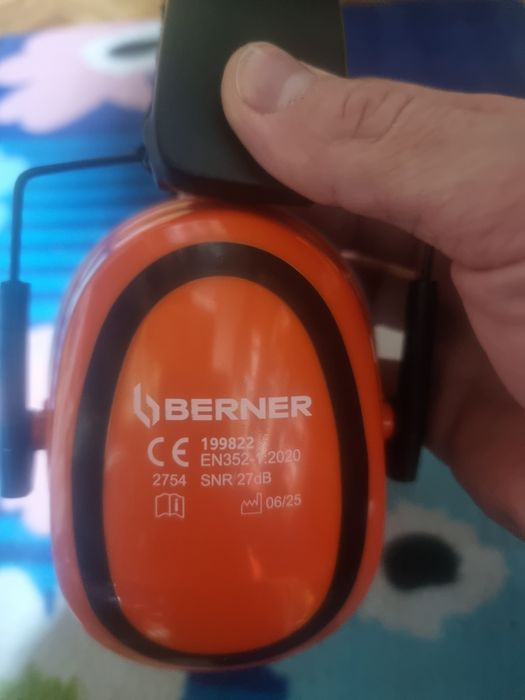 BERNER
CE 199822
EN352-1:2020
2754 SNR 27dB
06/25